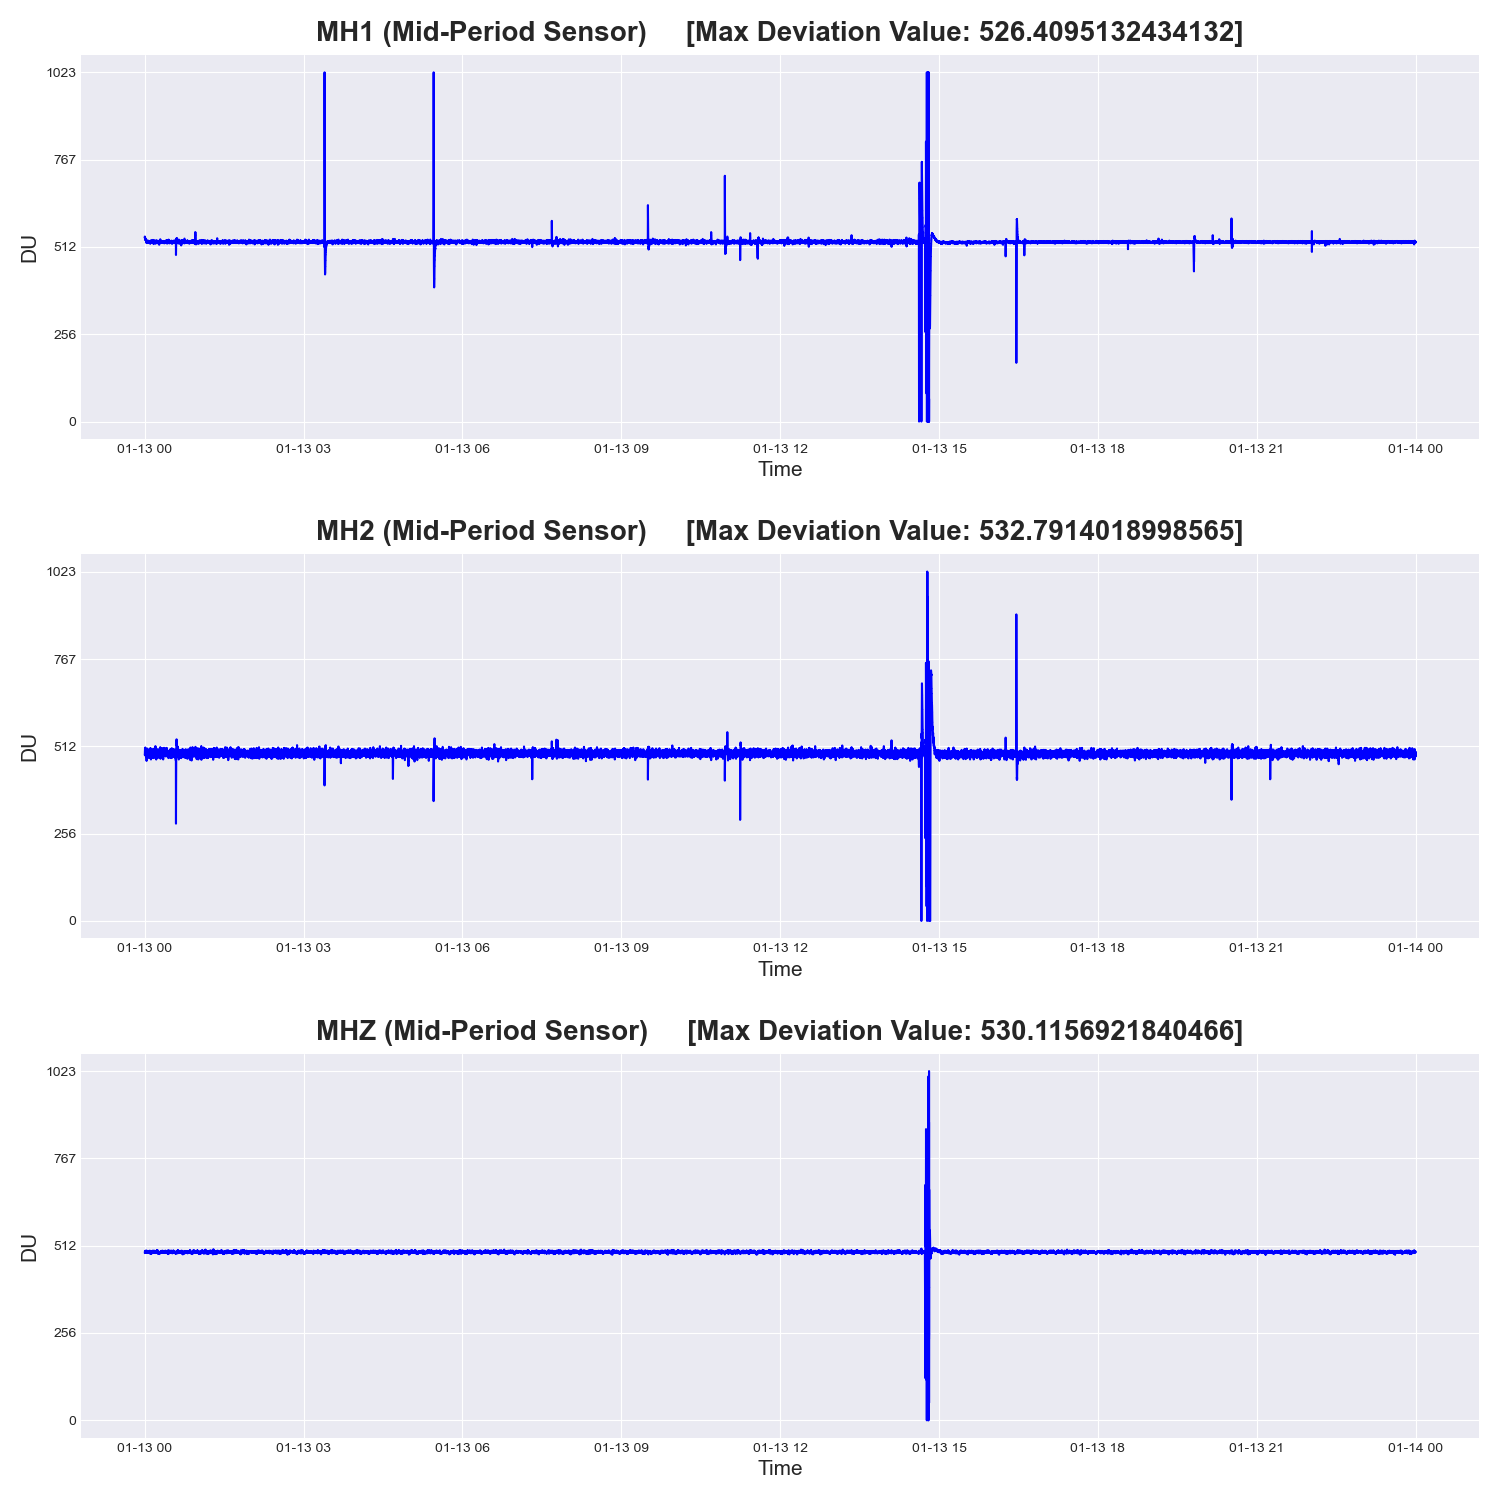 MH1 (Mid-Period Sensor) [Max Deviation Value: 526.4095132434132]
1023
767
512
256
0
DU
01-13 00 01-13 03 01-13 06 01-13 09 01-13 12 01-13 15 01-13 18 01-13 21 01-14 00
Time
MH2 (Mid-Period Sensor) [Max Deviation Value: 532.7914018998565]
1023
767
512
256
0
DU
01-13 00 01-13 03 01-13 06 01-13 09 01-13 12 01-13 15 01-13 18 01-13 21 01-14 00
Time
MHZ (Mid-Period Sensor) [Max Deviation Value: 530.1156921840466]
1023
767
512
256
0
DU
01-13 00 01-13 03 01-13 06 01-13 09 01-13 12 01-13 15 01-13 18 01-13 21 01-14 00
Time